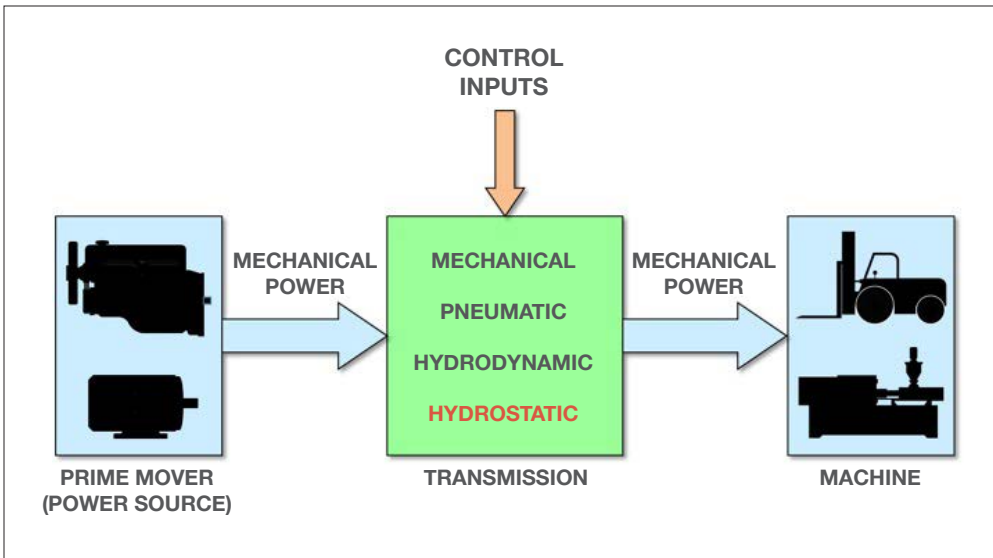 CONTROL
INPUTS
MECHANICAL
POWER
MECHANICAL
PNEUMATIC
HYDRODYNAMIC
HYDROSTATIC
MECHANICAL
POWER
PRIME MOVER
(POWER SOURCE)
TRANSMISSION
MACHINE